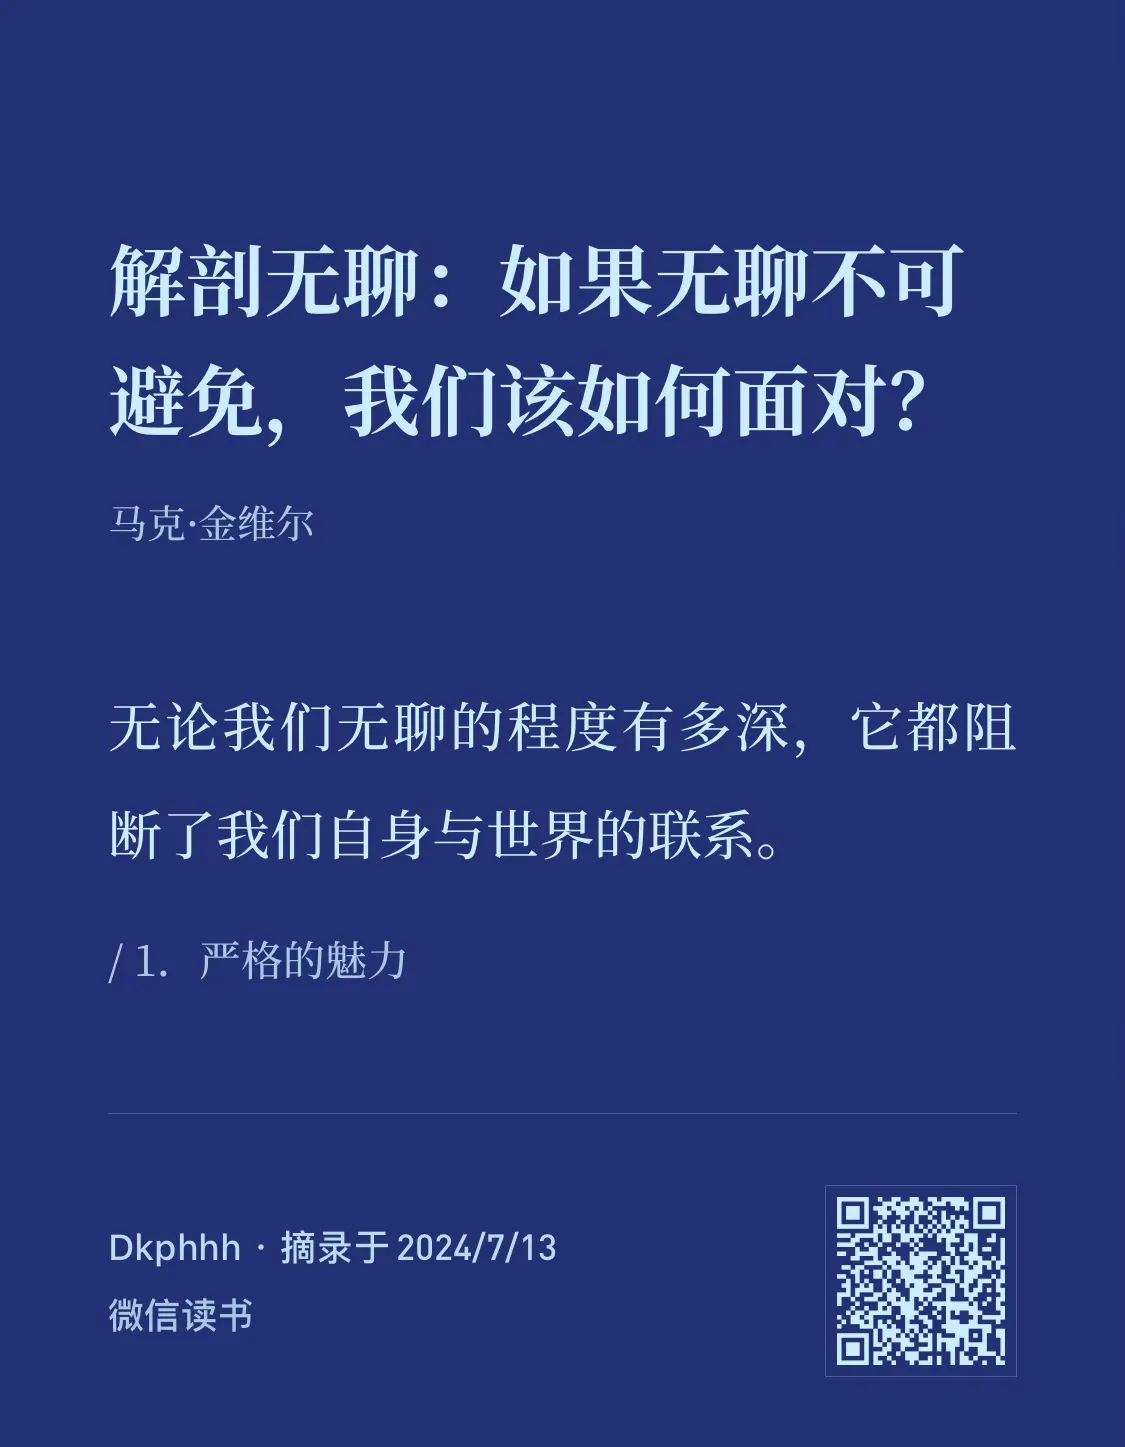 解剖无聊：如果无聊不可
避免，我们该如何面对？
马克·金维尔
无论我们无聊的程度有多深，它都阻
断了我们自身与世界的联系。
/ 1. 严格的魅力
Dkphhh · 摘录于 2024/7/13
微信读书